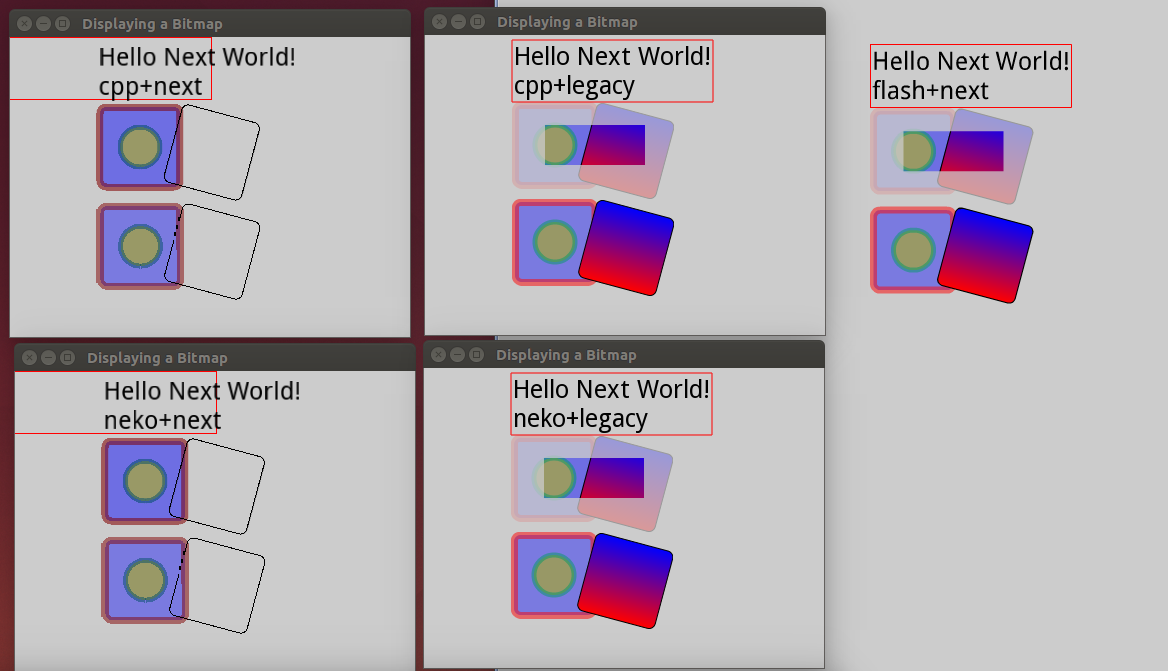 Displaying a Bitmap
Hello Next World!
cpp+next
Displaying a Bitmap
Hello Next World!
cpp+legacy
Hello Next World!
flash+next
Displaying a Bitmap
Hello Next World!
neko+next
Displaying a Bitmap
Hello Next World!
neko+legacy